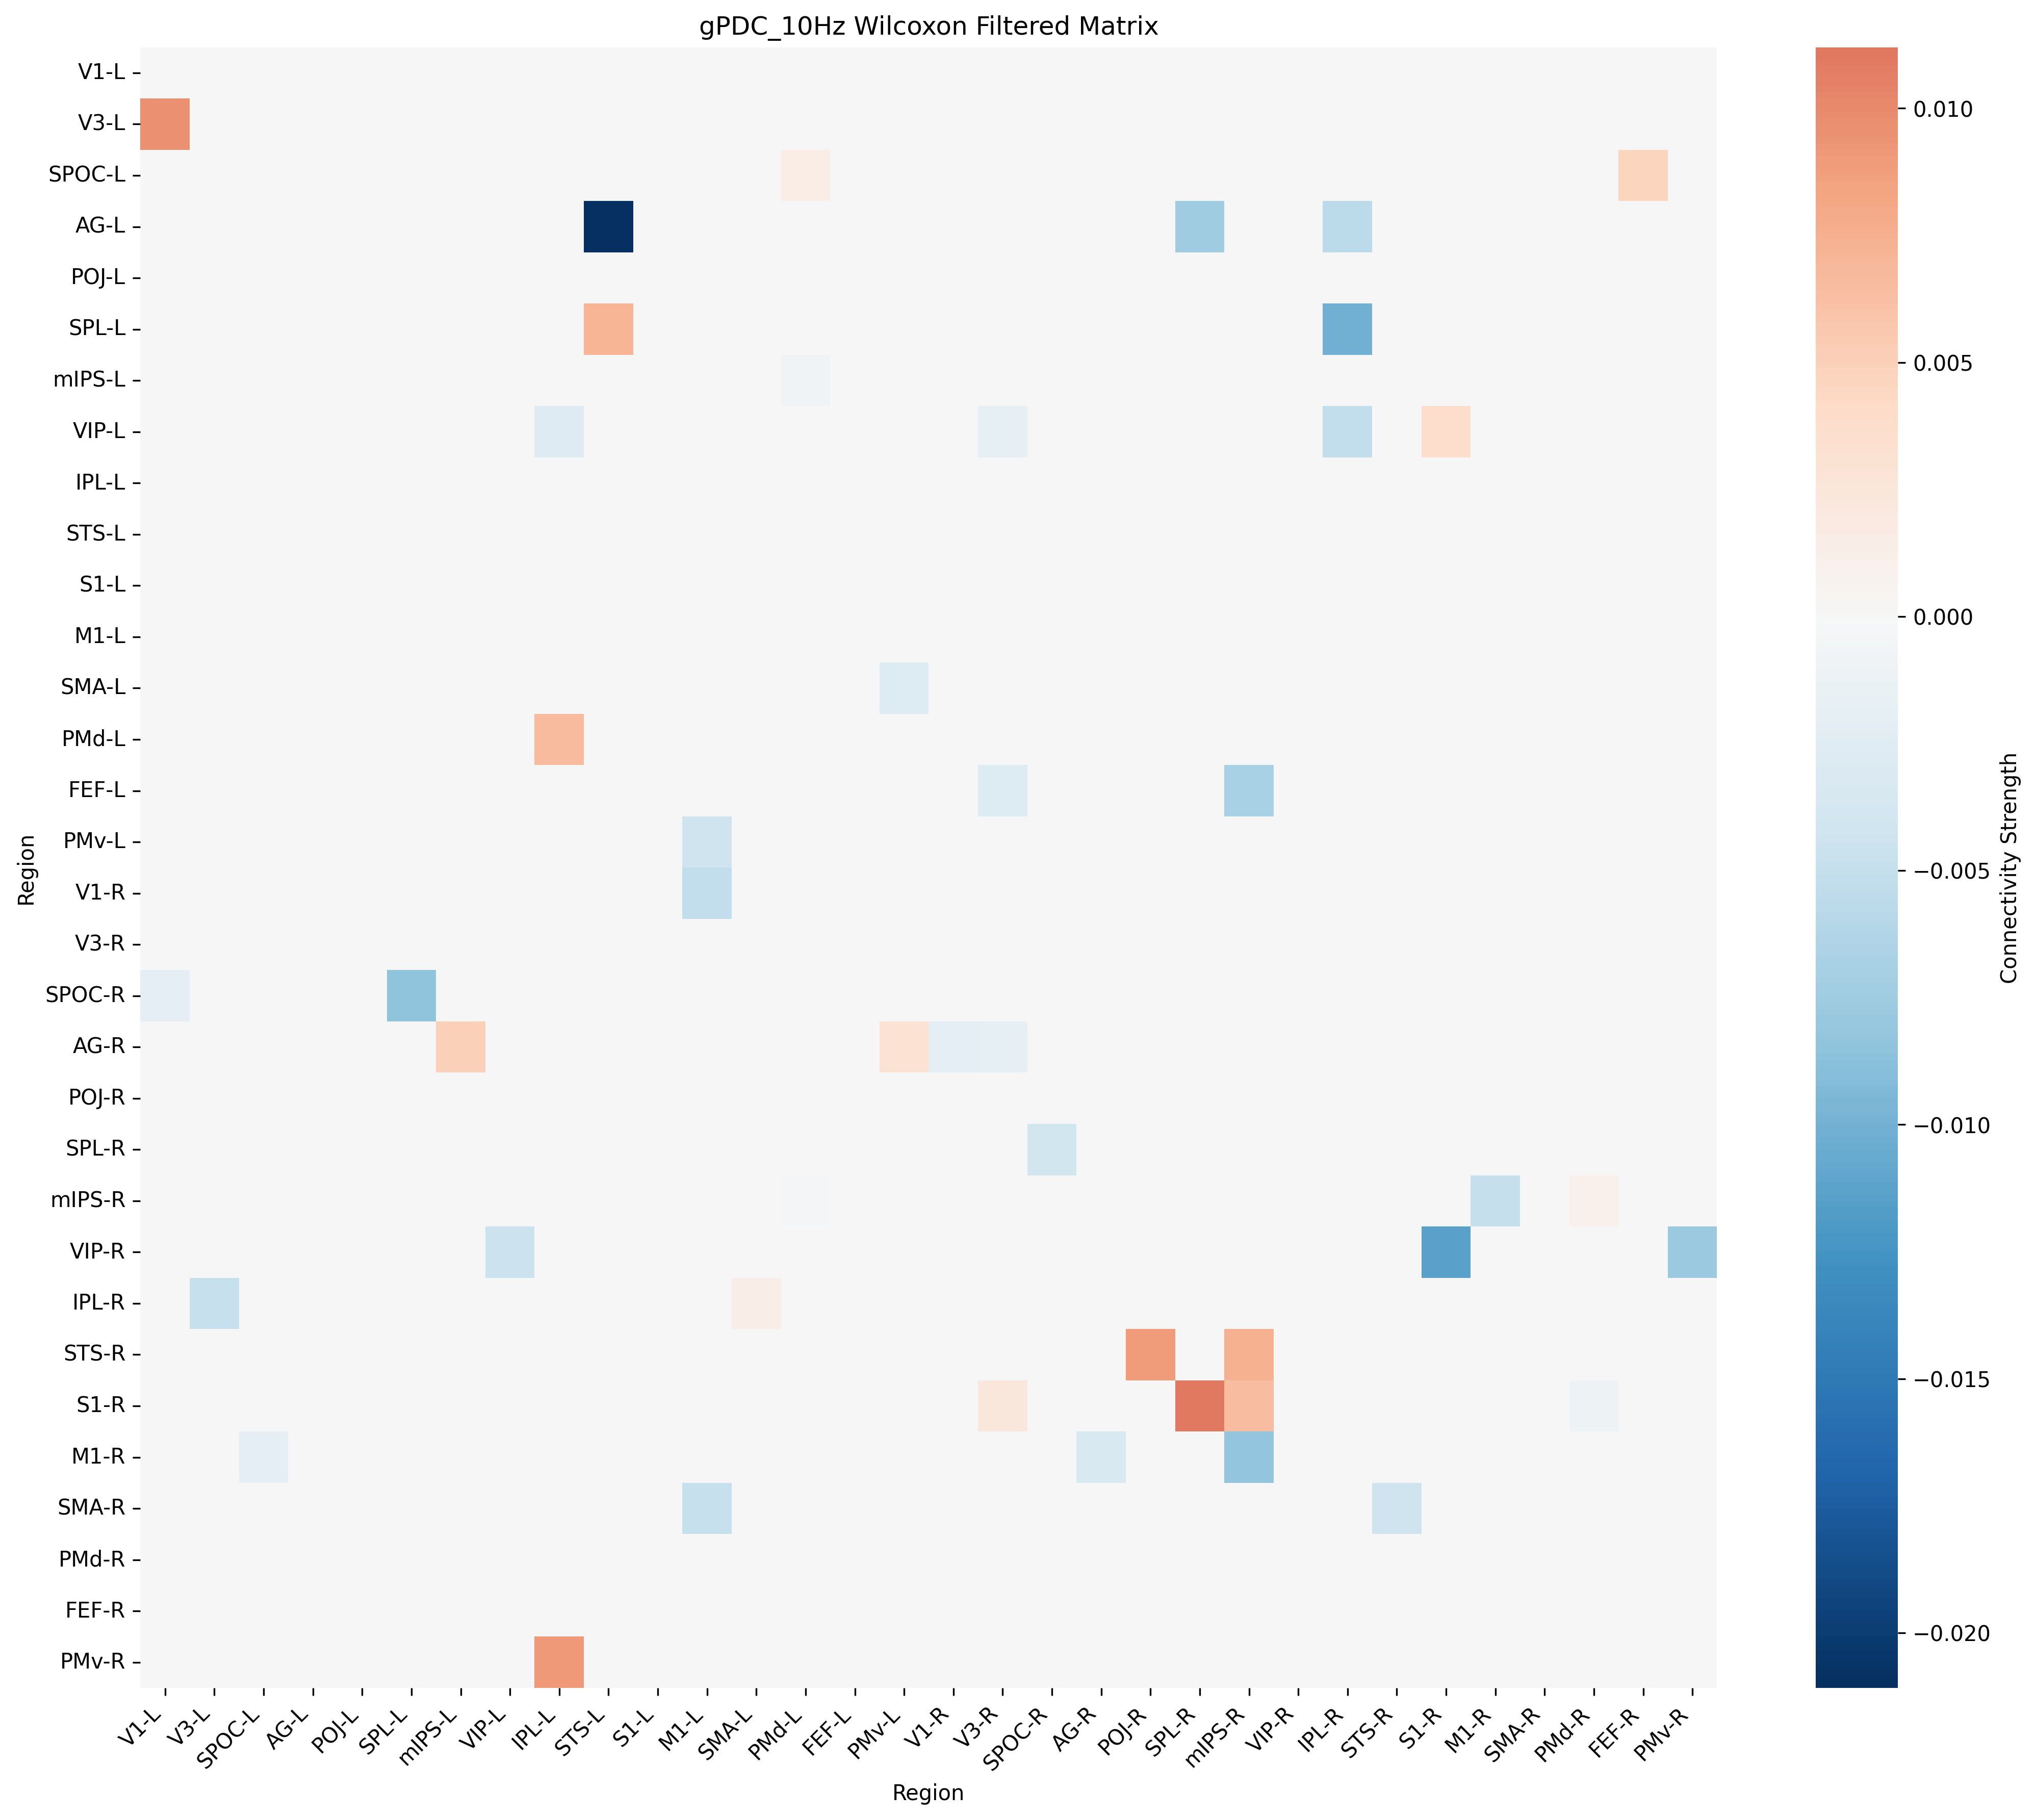 gPDC_10Hz Wilcoxon Filtered Matrix
V1-L
V3-L
SPOC-L
AG-L
POJ-L
SPL-L
mIPS-L
VIP-L
IPL-L
STS-L
S1-L
M1-L
SMA-L
PMd-L
FEF-L
PMv-L
V1-R
V3-R
SPOC-R
AG-R
POJ-R
SPL-R
mIPS-R
VIP-R
IPL-R
STS-R
S1-R
M1-R
SMA-R
PMd-R
FEF-R
PMv-R
Region
V1-L
V3-L
SPOC-L
AG-L
POJ-L
SPL-L
mIPS-L
VIP-L
IPL-L
STS-L
S1-L
M1-L
SMA-L
PMd-L
FEF-L
PMv-L
V1-R
V3-R
SPOC-R
AG-R
POJ-R
SPL-R
mIPS-R
VIP-R
IPL-R
STS-R
S1-R
M1-R
SMA-R
PMd-R
FEF-R
PMv-R
Region
0.010
0.005
0.000
−0.005
−0.010
−0.015
−0.020
Connectivity Strength